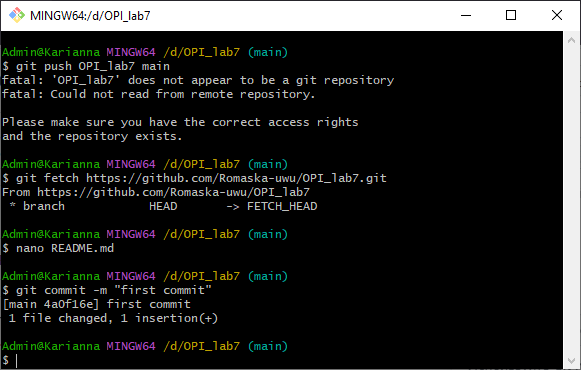 MINGW64:/d/OPI_lab7
Admin@Karianna MINGW64 /d/OPI_lab7 (main)
$ git push OPI_lab7 main
fatal: 'OPI_lab7' does not appear to be a git repository
fatal: Could not read from remote repository.
Please make sure you have the correct access rights
and the repository exists.
Admin@Karianna MINGW64 /d/OPI_lab7 (main)
$ git fetch https://github.com/Romaska-uwu/OPI_lab7.git
From https://github.com/Romaska-uwu/OPI_lab7
 * branch            HEAD       -> FETCH_HEAD
Admin@Karianna MINGW64 /d/OPI_lab7 (main)
$ nano README.md
Admin@Karianna MINGW64 /d/OPI_lab7 (main)
$ git commit -m "first commit"
[main 4a0f16e] first commit
 1 file changed, 1 insertion(+)
Admin@Karianna MINGW64 /d/OPI_lab7 (main)
$